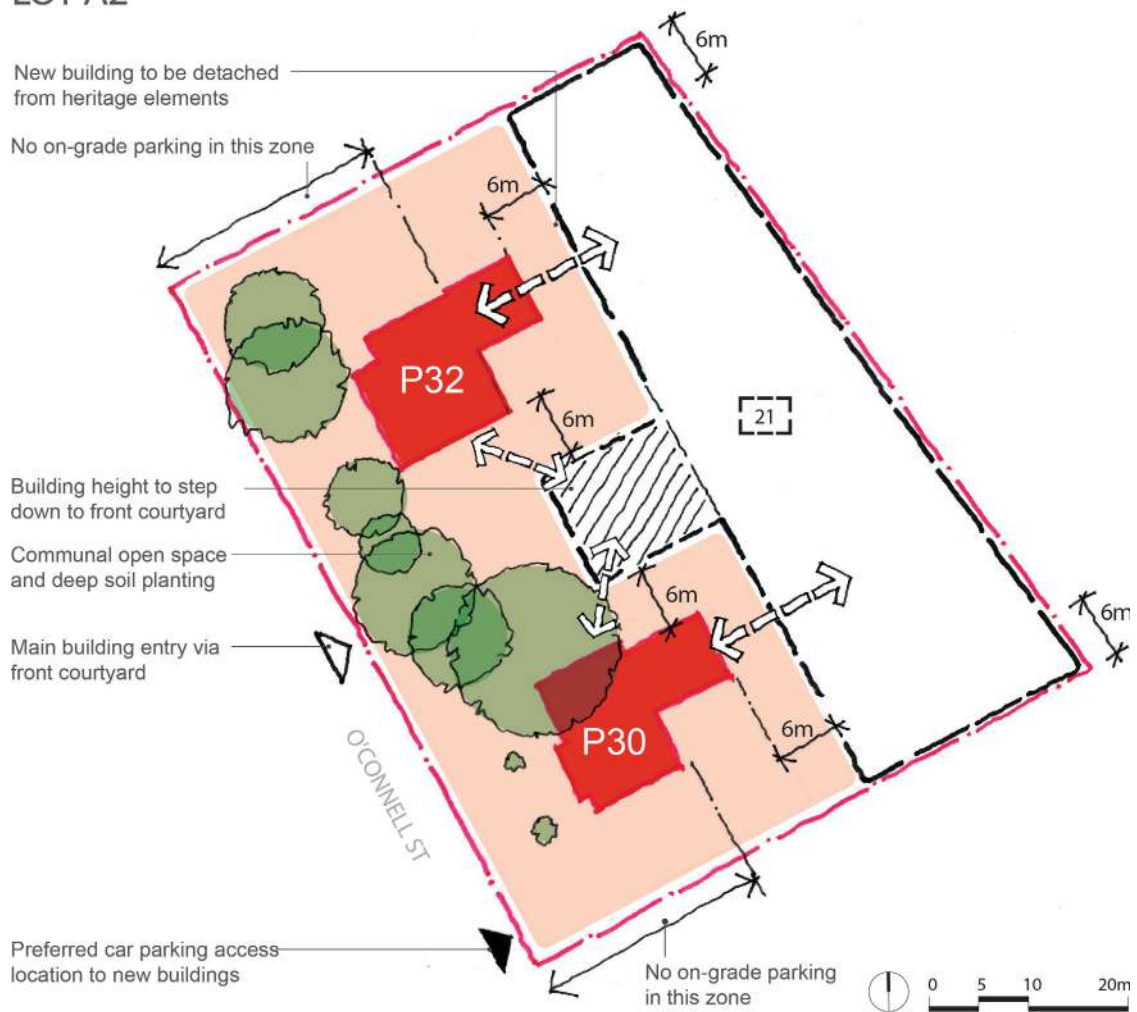 LOT A2
6m
New building to be detached
from heritage elements
No on-grade parking in this zone
6m
P32
6m
21
Building height to step
down to front courtyard
Communal open space
and deep soil planting
6m
6m
Main building entry via
front courtyard
P30
6m
O'CONNELL ST
Preferred car parking access
location to new buildings
No on-grade parking
in this zone
0 5 10 20m